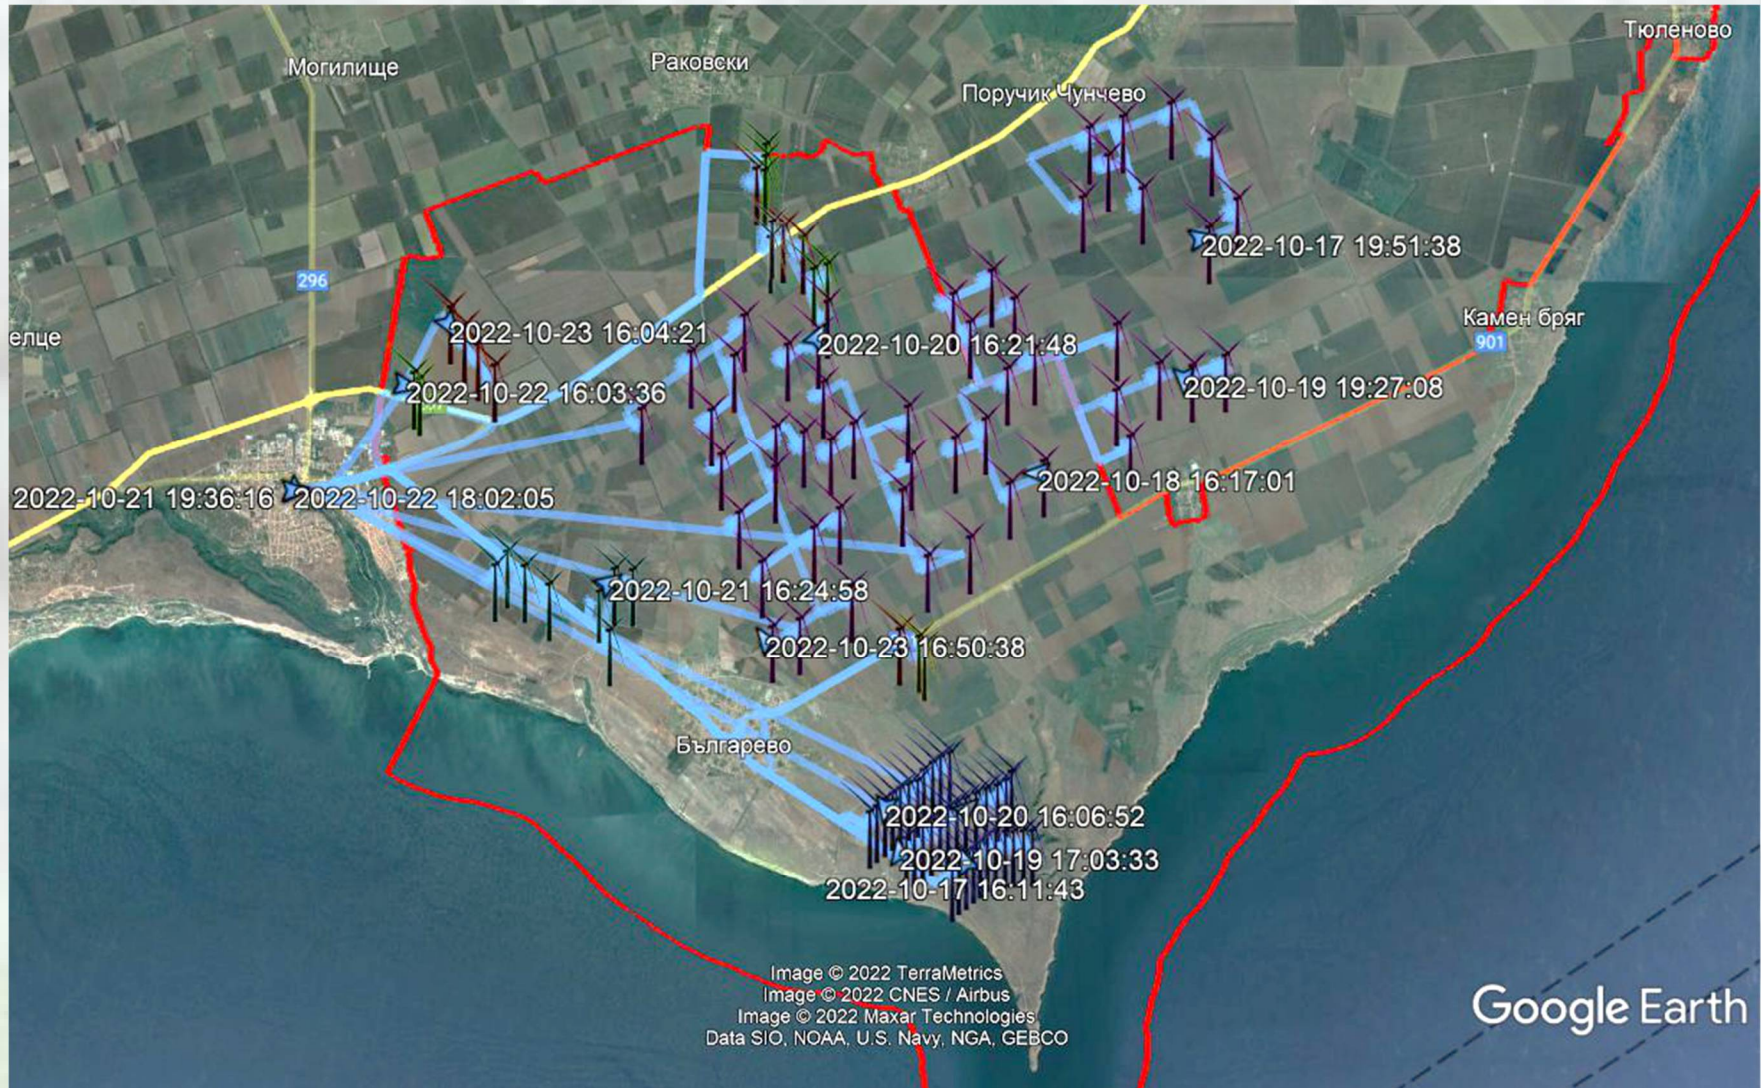 Тюленово
Могилище
Раковски
Поручик Чунчево
2022-10-17 19:51:38
296
Камен бряг
елце
2022-10-23 16:04:21
2022-10-20 16:21:48
901
2022-10-22 16:03:36
2022-10-19 19:27:08
2022-10-18 16:17:01
2022-10-21 19:36:16
2022-10-22 18:02:05
2022-10-21 16:24:58
2022-10-23 16:50:38
Българево
2022-10-20 16:06:52
2022-10-19 17:03:33
2022-10-17 16:11:43
Image © 2022 TerraMetrics
Image © 2022 CNES / Airbus
Image © 2022 Maxar Technologies
Data SIO, NOAA, U.S. Navy, NGA, GEBCO
Google Earth